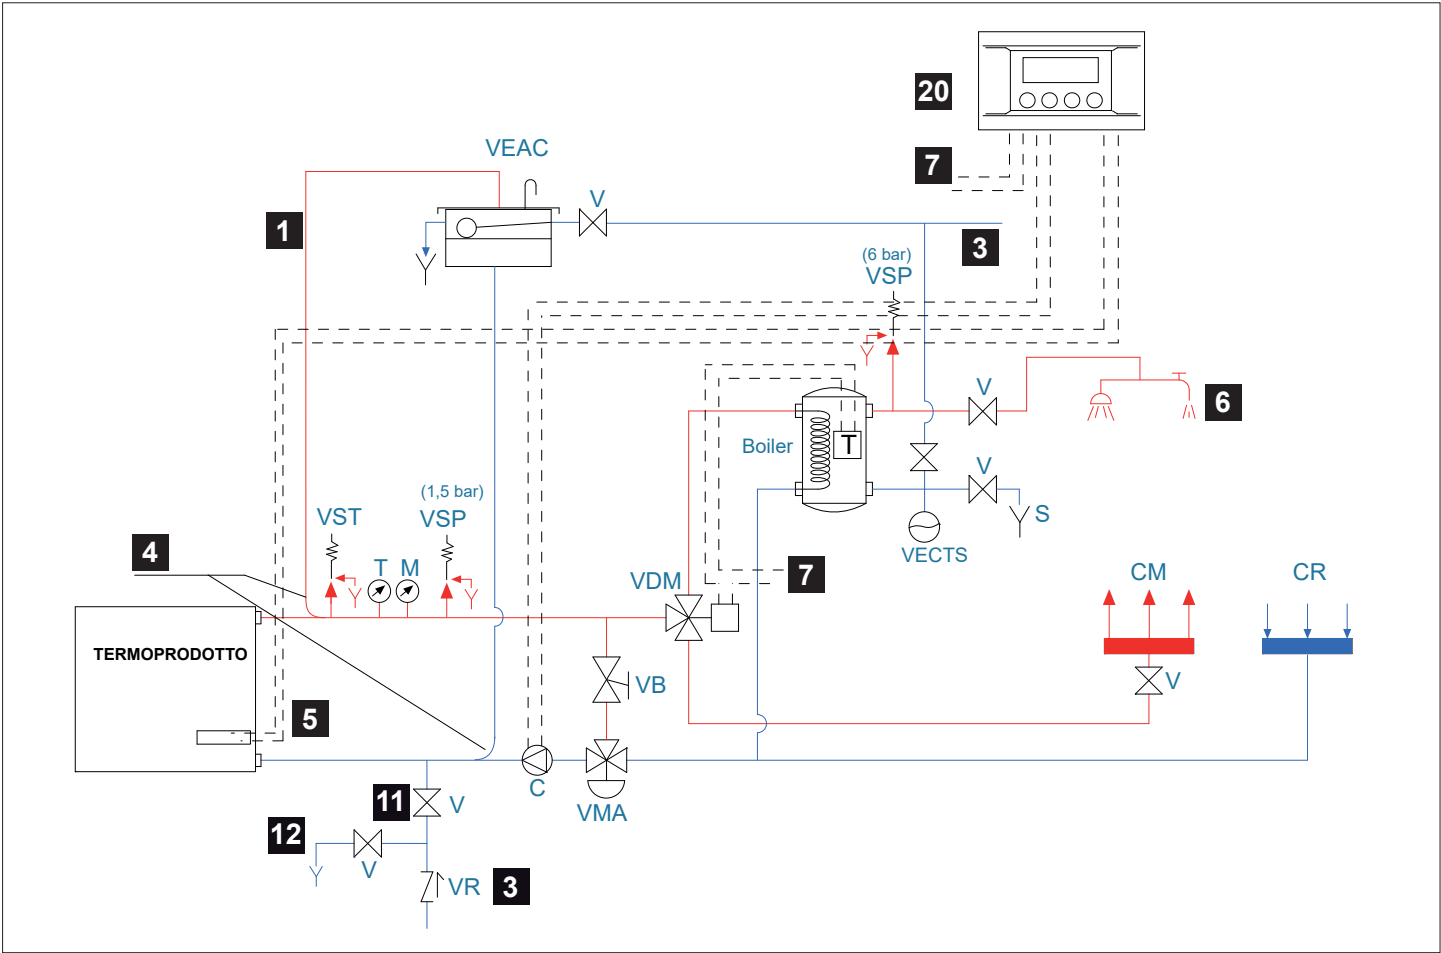 20
VEAC
7
V
1
3
(6 bar)
VSP
V
6
Boiler
T
(1,5 bar)
V
VST
VSP
S
4
VECTS
T
M
7
VDM
CM
CR
TERMOPRODOTTO
VB
V
5
C
11
V
VMA
12
V
VR
3